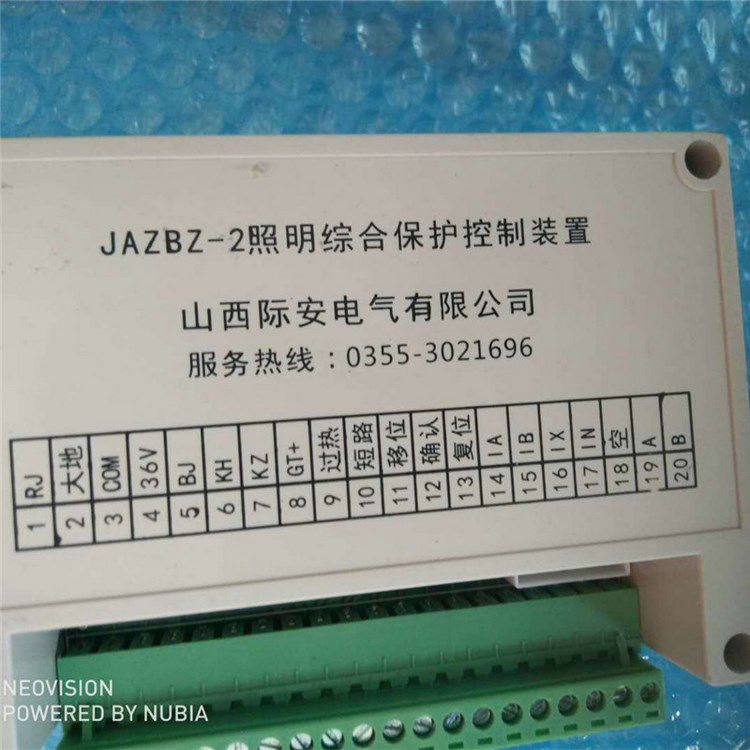 JAZBZ-2照明综合保护控制装置
山西际安电气有限公司
服务热线：0355-3021696
RJ 大地 COM 36V BJ KH KZ GT+ 过热 短路 移位 确认 复位 IA IB IX IN 空 A B
1 2 3 4 5 6 7 8 9 10 11 12 13 14 15 16 17 18 19 20
NEOVISION
POWERED BY NUBIA